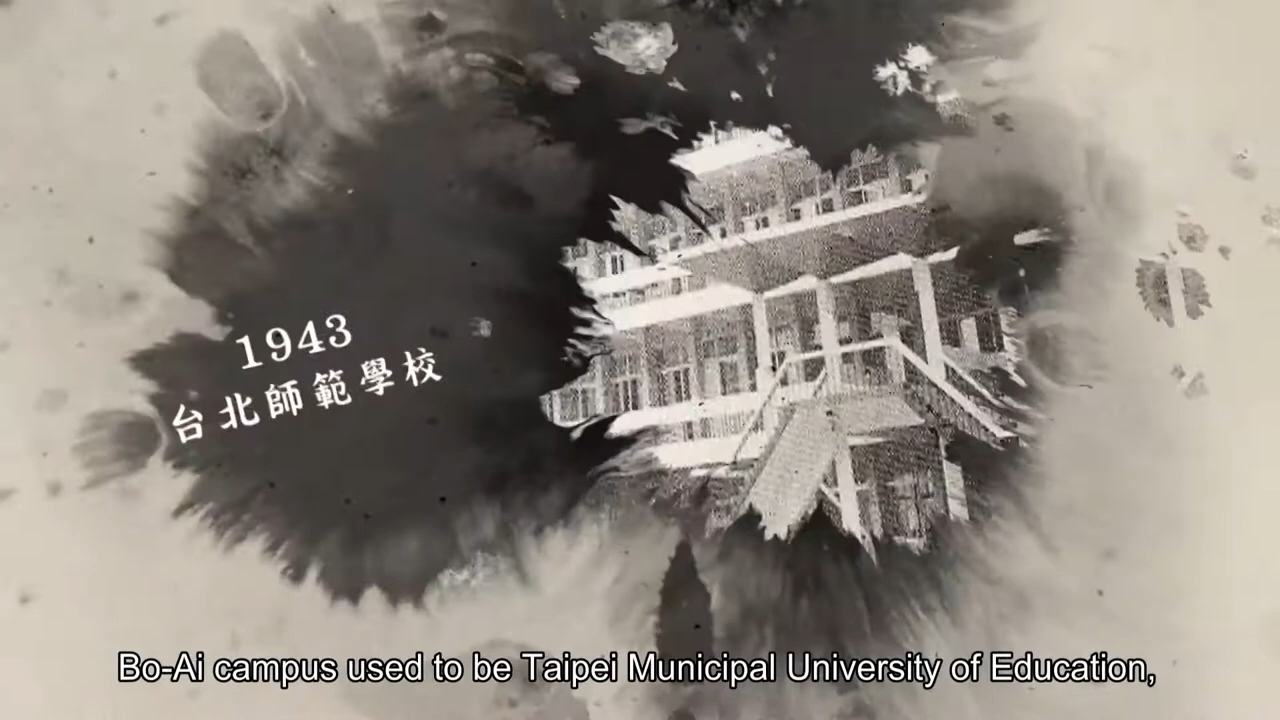 1943
台北師範學校
Bo-Ai campus used to be Taipei Municipal University of Education,